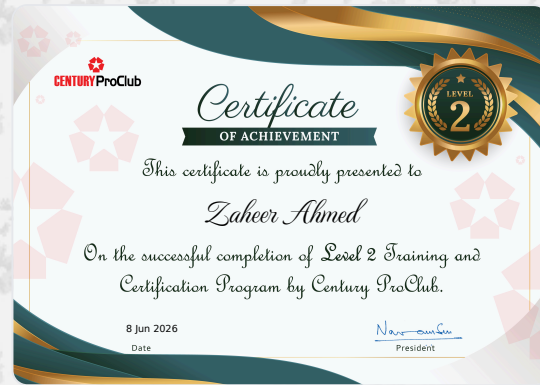 CENTURY ProClub
LEVEL
2
Certificate
OF ACHIEVEMENT
This certificate is proudly presented to
Zaheer Ahmed
On the successful completion of Level 2 Training and
Certification Program by Century ProClub.
8 Jun 2026
Date
President